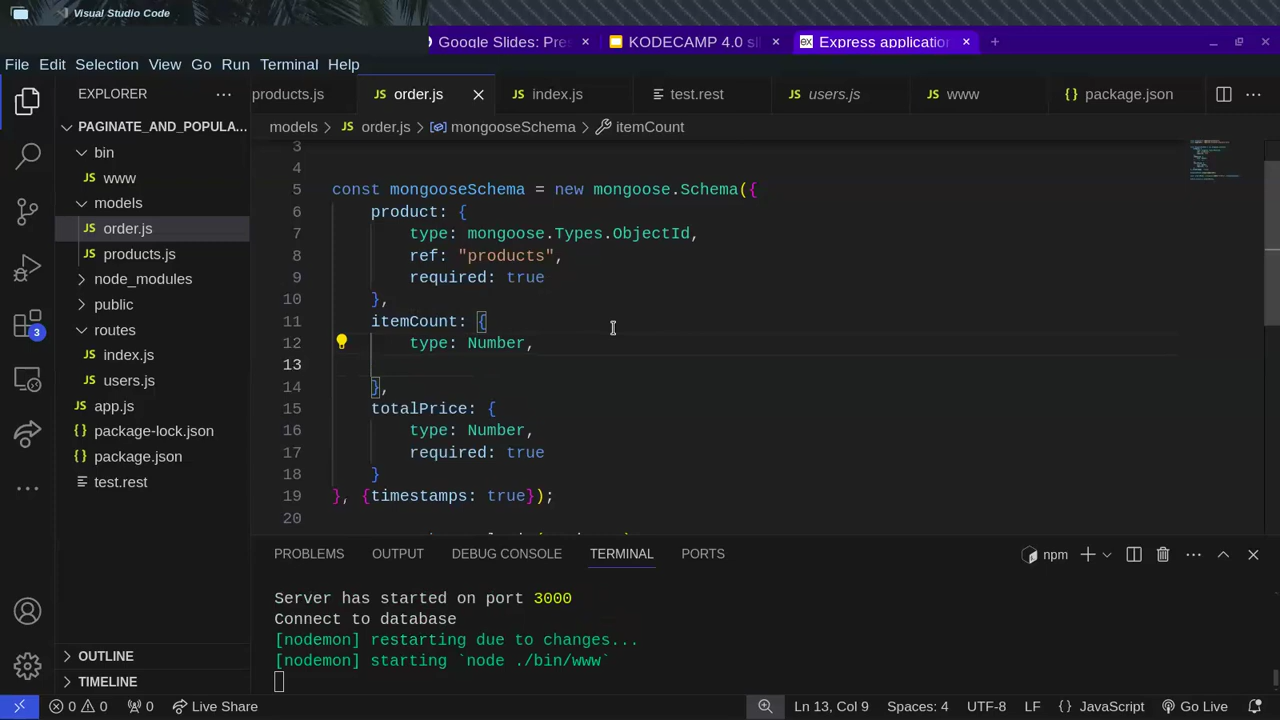 Visual Studio Code
Google Slides: Pres
KODECAMP 4.0 sli
Express application
File Edit Selection View Go Run Terminal Help
EXPLORER
products.js
order.js
index.js
test.rest
users.js
www
package.json
PAGINATE_AND_POPULA...
models > order.js > mongooseSchema > itemCount
bin
www
models
order.js
products.js
node_modules
public
routes
index.js
users.js
app.js
package-lock.json
package.json
test.rest
OUTLINE
TIMELINE
3
3
4
5 const mongooseSchema = new mongoose.Schema({
6 product: {
7 type: mongoose.Types.ObjectId,
8 ref: "products",
9 required: true
10 },
11 itemCount: {
12 type: Number,
13
14 },
15 totalPrice: {
16 type: Number,
17 required: true
18 }
19 }, {timestamps: true});
20
PROBLEMS OUTPUT DEBUG CONSOLE TERMINAL PORTS
npm
Server has started on port 3000
Connect to database
[nodemon] restarting due to changes...
[nodemon] starting `node ./bin/www`
0 0 0 Live Share
Ln 13, Col 9 Spaces: 4 UTF-8 LF {} JavaScript Go Live